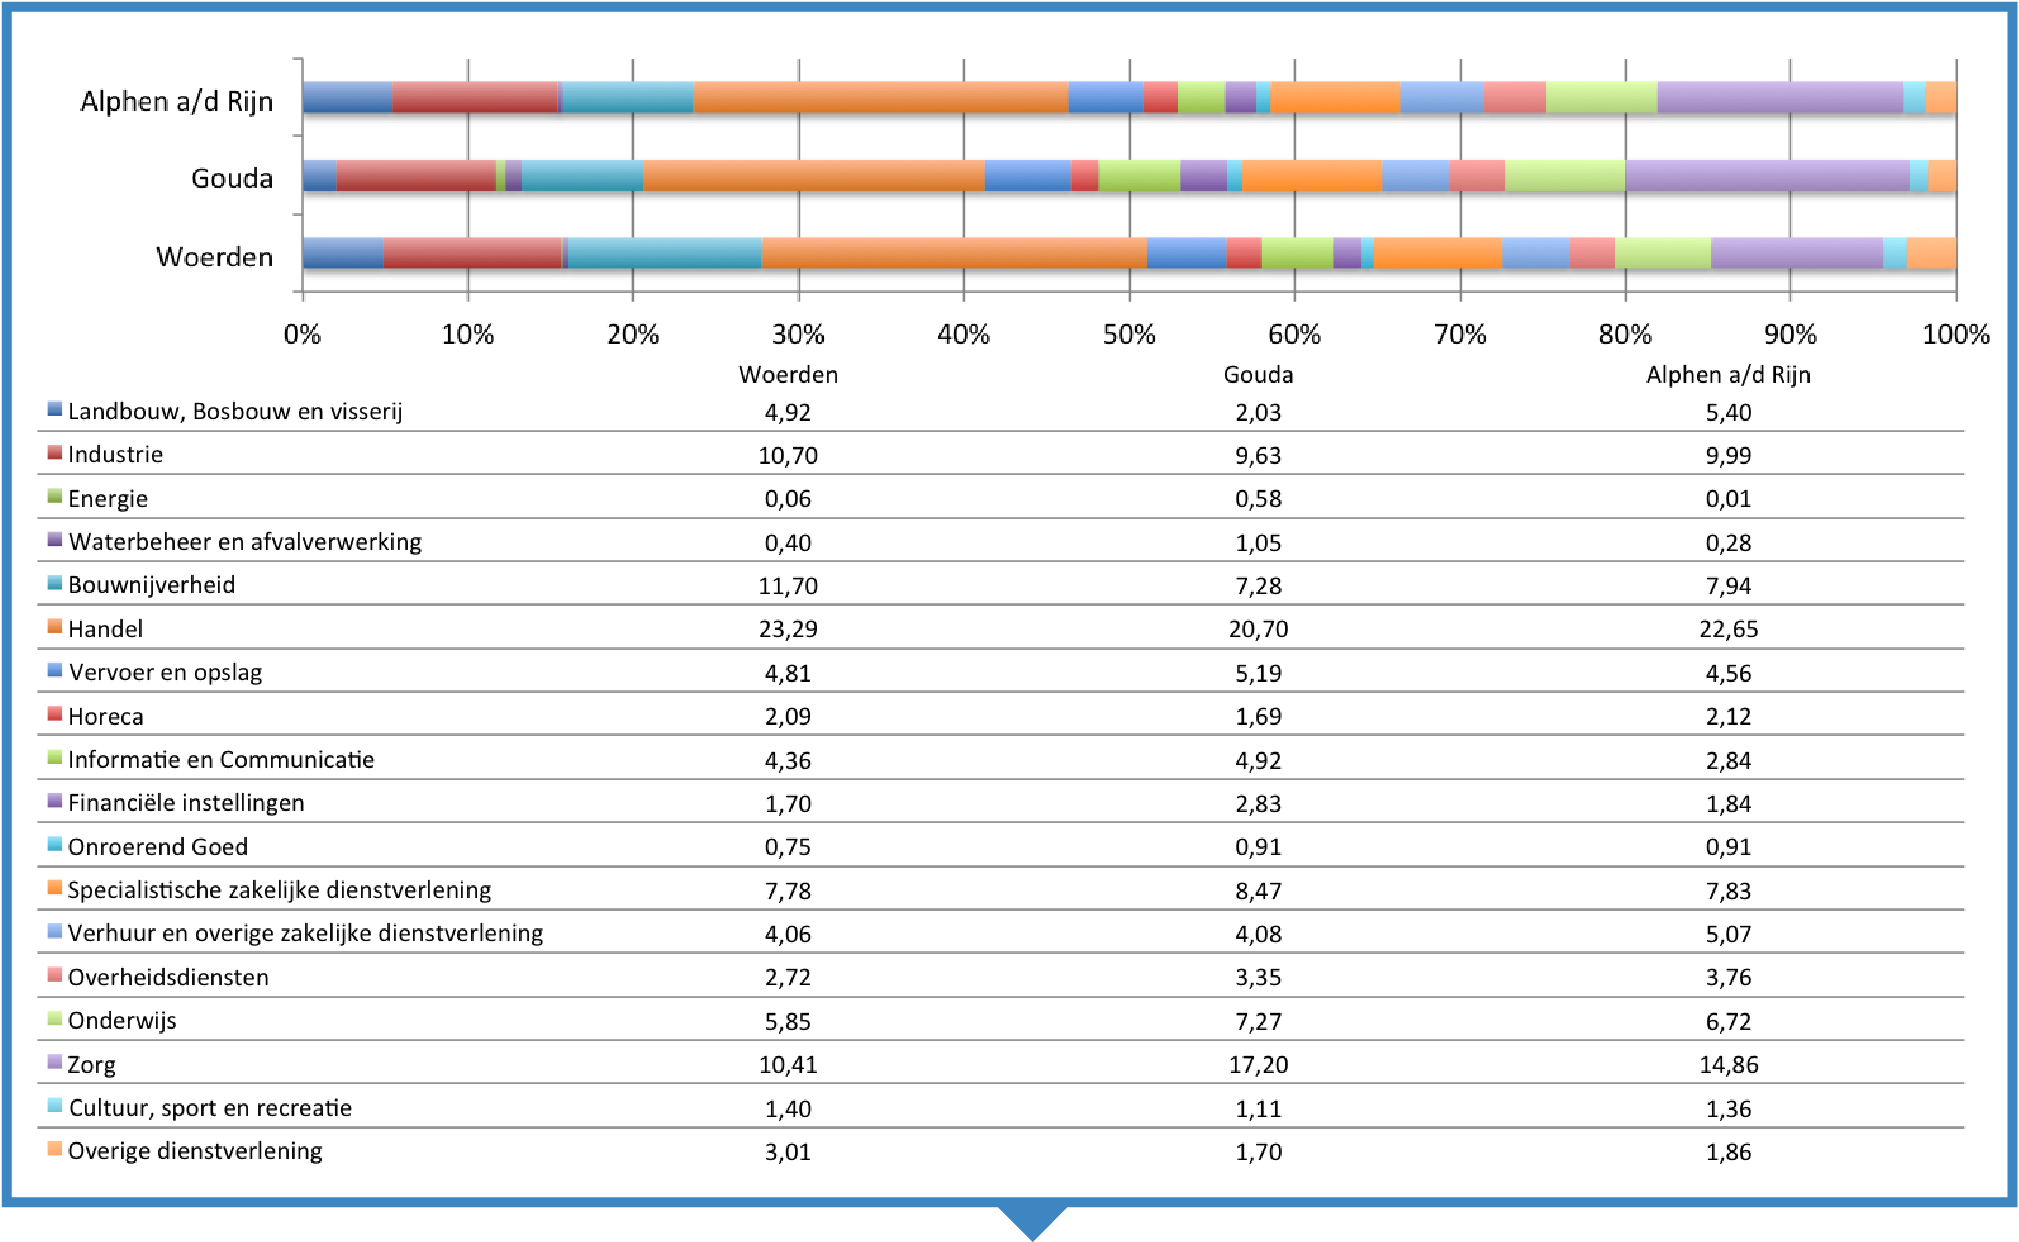 Alphen a/d Rijn
Gouda
Woerden
0% 10% 20% 30% 40% 50% 60% 70% 80% 90% 100%
Woerden Gouda Alphen a/d Rijn
Landbouw, Bosbouw en visserij 4,92 2,03 5,40
Industrie 10,70 9,63 9,99
Energie 0,06 0,58 0,01
Waterbeheer en afvalverwerking 0,40 1,05 0,28
Bouwnijverheid 11,70 7,28 7,94
Handel 23,29 20,70 22,65
Vervoer en opslag 4,81 5,19 4,56
Horeca 2,09 1,69 2,12
Informatie en Communicatie 4,36 4,92 2,84
Financiële instellingen 1,70 2,83 1,84
Onroerend Goed 0,75 0,91 0,91
Specialistische zakelijke dienstverlening 7,78 8,47 7,83
Verhuur en overige zakelijke dienstverlening 4,06 4,08 5,07
Overheidsdiensten 2,72 3,35 3,76
Onderwijs 5,85 7,27 6,72
Zorg 10,41 17,20 14,86
Cultuur, sport en recreatie 1,40 1,11 1,36
Overige dienstverlening 3,01 1,70 1,86